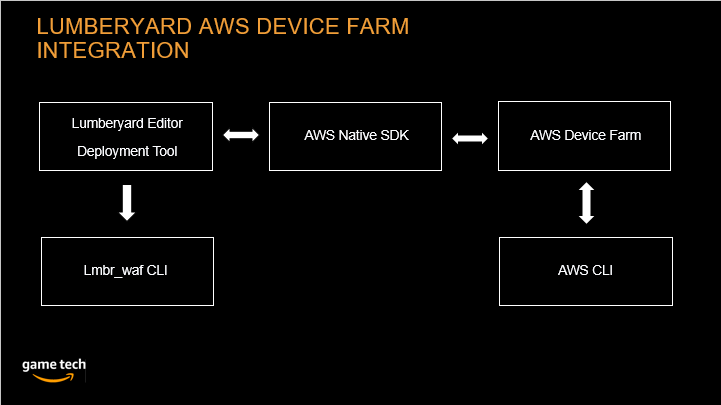 LUMBERYARD AWS DEVICE FARM
INTEGRATION
Lumberyard Editor
Deployment Tool
AWS Native SDK
AWS Device Farm
Lmbr_waf CLI
AWS CLI
game tech